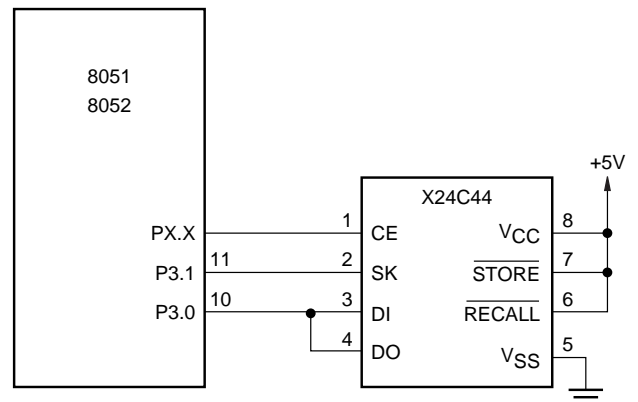 8051
8052
+5V
X24C44
PX.X 1 CE VCC 8
P3.1 11 2 SK STORE 7
P3.0 10 3 DI RECALL 6
4 DO VSS 5